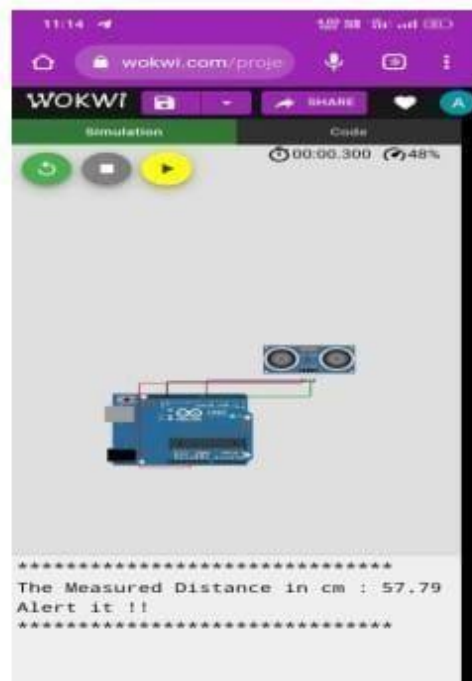 11:14
wokwi.com/proje
WOKWI SHARE A
Simulation Code
00:00.300 48%
UNO
*******************************
The Measured Distance in cm : 57.79
Alert it !!
*******************************